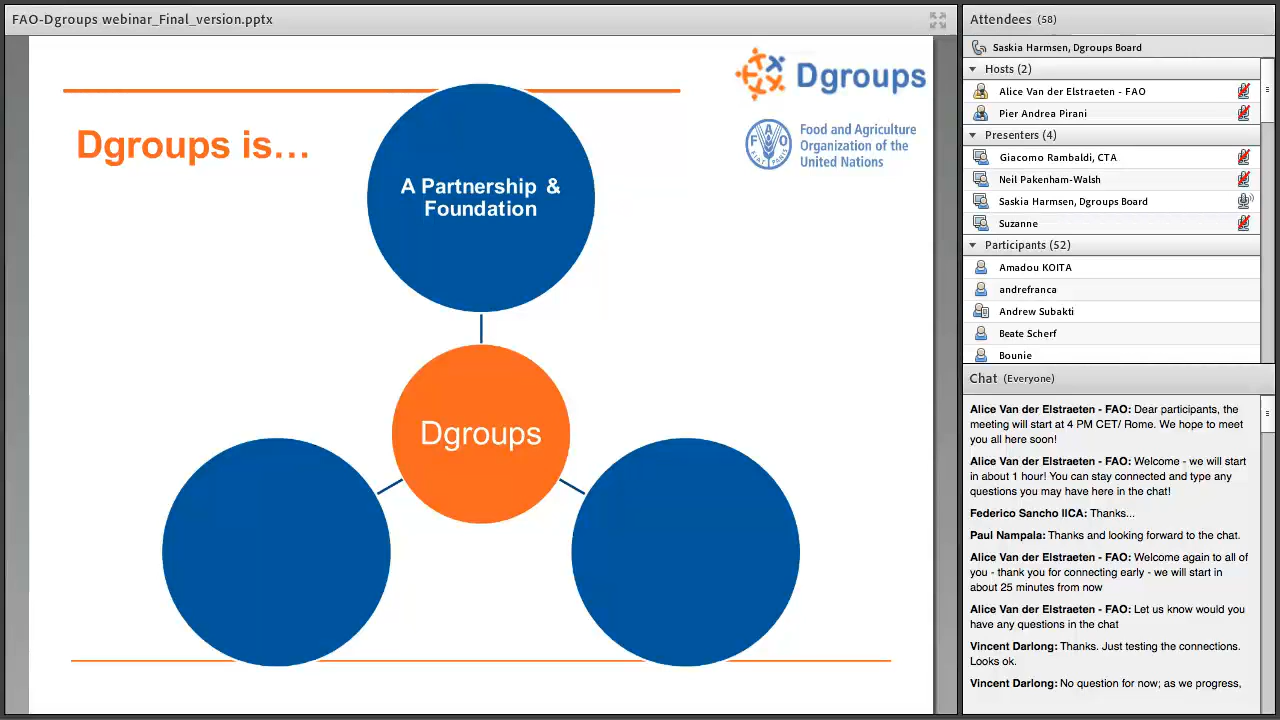 FAO-Dgroups webinar_Final_version.pptx
Dgroups
Food and Agriculture
Organization of the
United Nations
FAO
FIAT PANIS
Dgroups is…
A Partnership &
Foundation
Dgroups
Attendees (58)
Saskia Harmsen, Dgroups Board
Hosts (2)
Alice Van der Elstraeten - FAO
Pier Andrea Pirani
Presenters (4)
Giacomo Rambaldi, CTA
Neil Pakenham-Walsh
Saskia Harmsen, Dgroups Board
Suzanne
Participants (52)
Amadou KOITA
andrefranca
Andrew Subakti
Beate Scherf
Bounie
Chat (Everyone)
Alice Van der Elstraeten - FAO: Dear participants, the
meeting will start at 4 PM CET/ Rome. We hope to meet
you all here soon!
Alice Van der Elstraeten - FAO: Welcome - we will start
in about 1 hour! You can stay connected and type any
questions you may have here in the chat!
Federico Sancho IICA: Thanks...
Paul Nampala: Thanks and looking forward to the chat.
Alice Van der Elstraeten - FAO: Welcome again to all of
you - thank you for connecting early - we will start in
about 25 minutes from now
Alice Van der Elstraeten - FAO: Let us know would you
have any questions in the chat
Vincent Darlong: Thanks. Just testing the connections.
Looks ok.
Vincent Darlong: No question for now; as we progress,